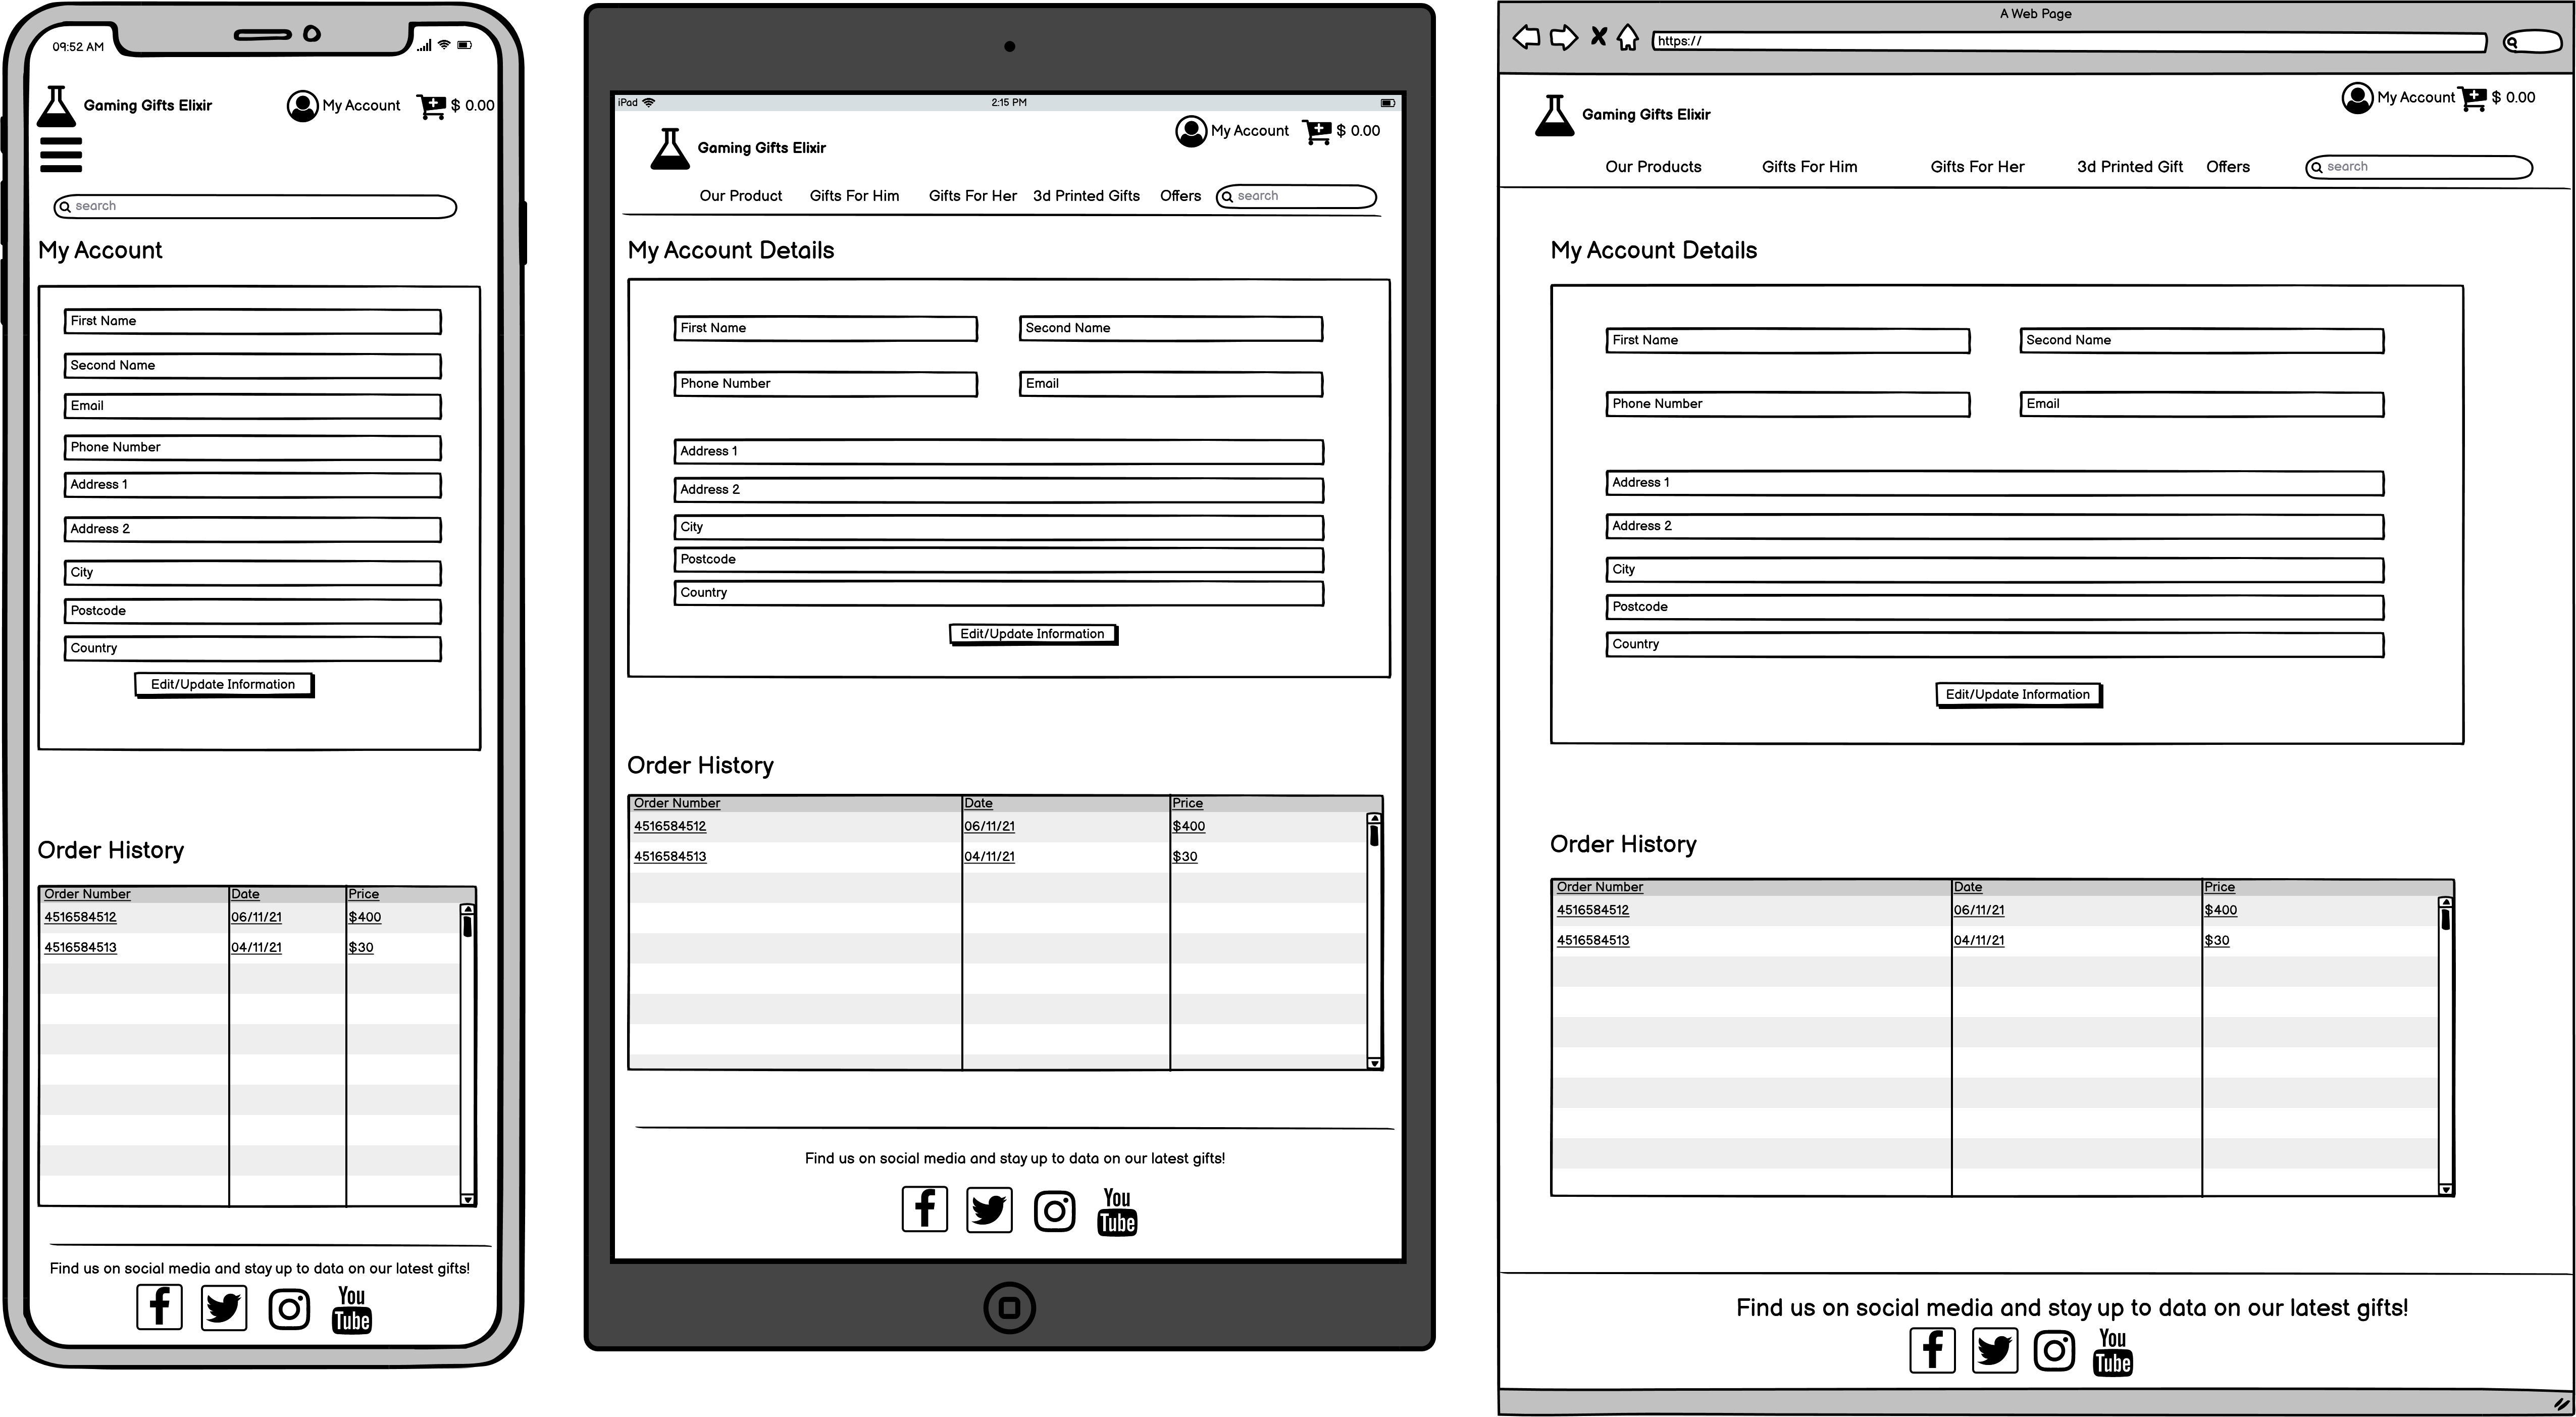 09:52 AM
Gaming Gifts Elixir My Account $ 0.00
search
My Account
First Name
Second Name
Email
Phone Number
Address 1
Address 2
City
Postcode
Country
Edit/Update Information
Order History
Order Number Date Price
4516584512 06/11/21 $400
4516584513 04/11/21 $30
Find us on social media and stay up to data on our latest gifts!
You
Tube
iPad 2:15 PM
My Account $ 0.00
Gaming Gifts Elixir
Our Product Gifts For Him Gifts For Her 3d Printed Gifts Offers search
My Account Details
First Name Second Name
Phone Number Email
Address 1
Address 2
City
Postcode
Country
Edit/Update Information
Order History
Order Number Date Price
4516584512 06/11/21 $400
4516584513 04/11/21 $30
Find us on social media and stay up to data on our latest gifts!
You
Tube
A Web Page
https://
My Account $ 0.00
Gaming Gifts Elixir
Our Products Gifts For Him Gifts For Her 3d Printed Gift Offers search
My Account Details
First Name Second Name
Phone Number Email
Address 1
Address 2
City
Postcode
Country
Edit/Update Information
Order History
Order Number Date Price
4516584512 06/11/21 $400
4516584513 04/11/21 $30
Find us on social media and stay up to data on our latest gifts!
You
Tube